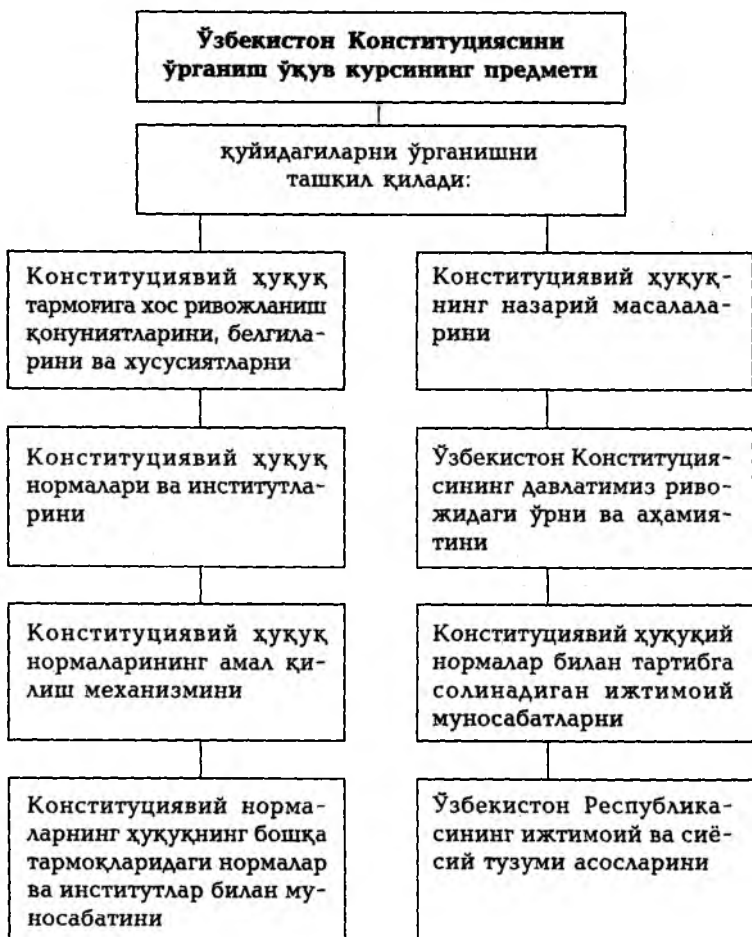 Ўзбекистон Конституциясини
ўрганиш ўқув курсининг предмети
қуйидагиларни ўрганишни
ташкил қилади:
Конституциявий ҳуқуқ
тармоғига хос ривожланиш
қонуниятларини, белгила-
рини ва хусусиятларни
Конституциявий ҳуқуқ
нормалари ва институтла-
рини
Конституциявий ҳуқуқ
нормаларининг амал қи-
лиш механизмини
Конституциявий норма-
ларнинг ҳуқуқнинг бошқа
тармоқларидаги нормалар
ва институтлар билан му-
носабатини
Конституциявий ҳуқуқ-
нинг назарий масалала-
рини
Ўзбекистон Конституция-
сининг давлатимиз риво-
жидаги ўрни ва аҳамия-
тини
Конституциявий ҳуқуқий
нормалар билан тартибга
солинадиган ижтимоий
муносабатларни
Ўзбекистон Республика-
сининг ижтимоий ва сиё-
сий тузуми асосларини